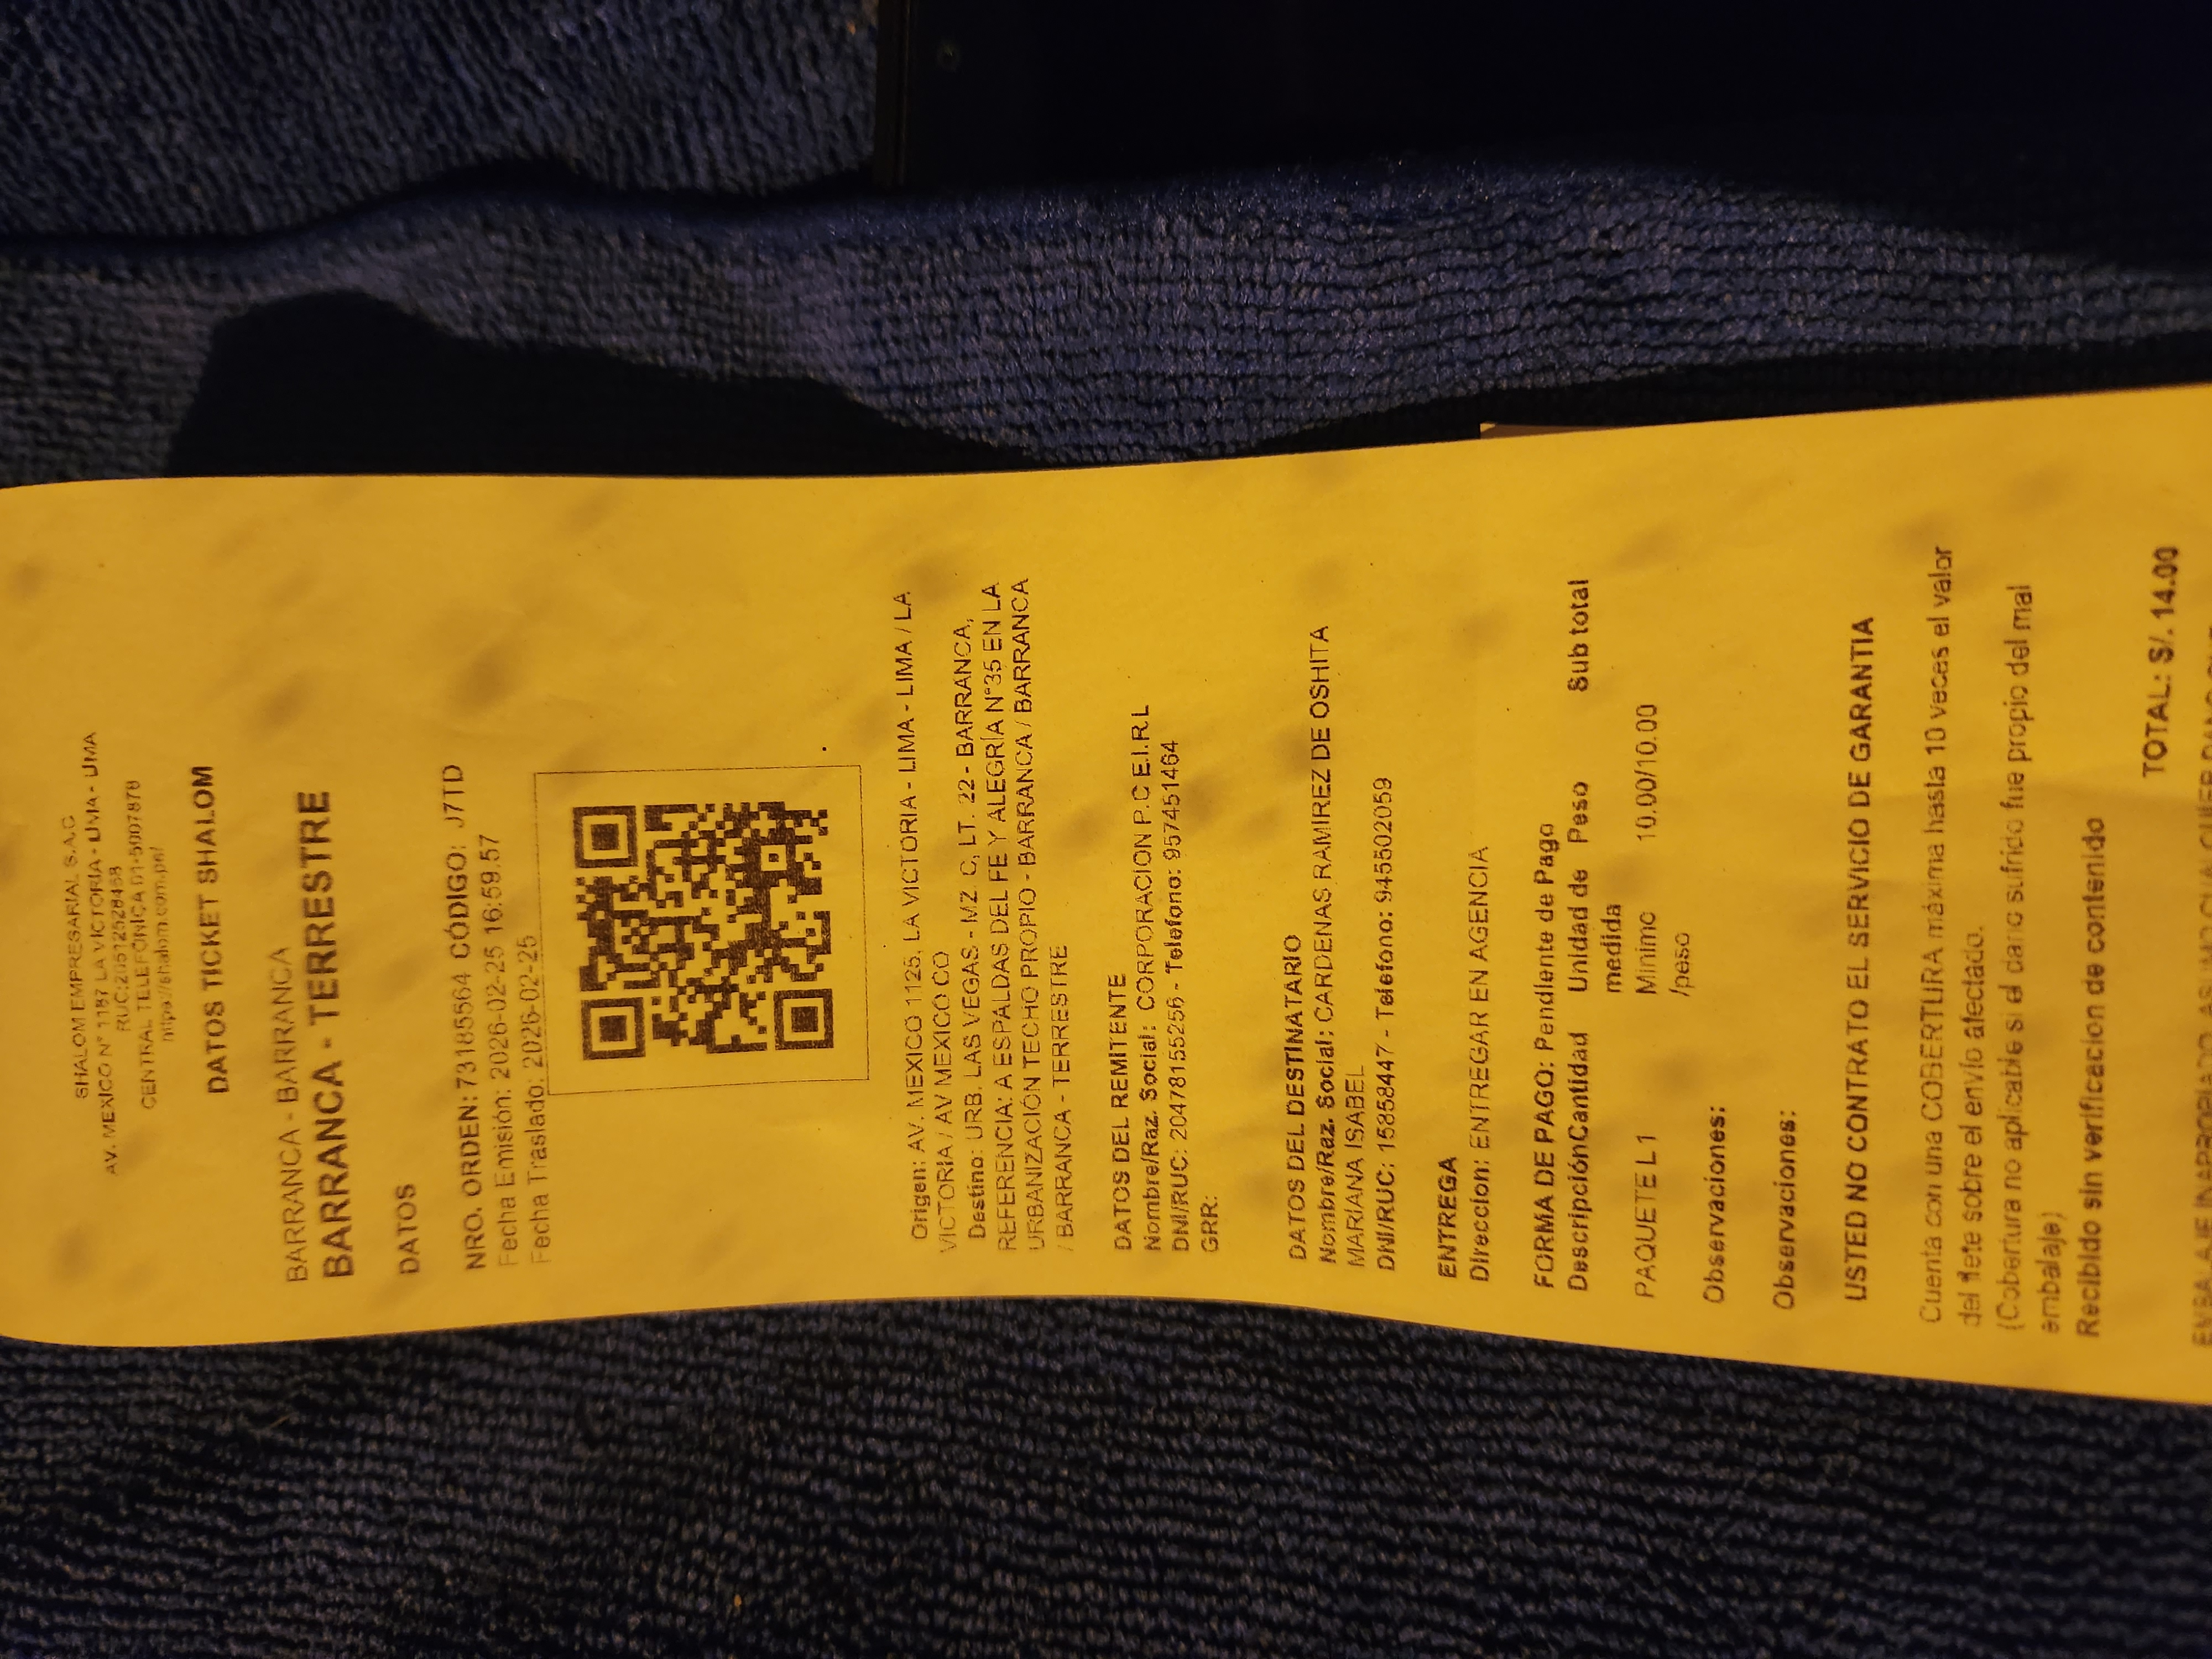 SHALOM EMPRESARIAL S.A.C
AV. MEXICO N° 1187 LA VICTORIA - LIMA - LIMA
RUC:20512528458
CENTRAL TELEFÓNICA 01-5007878
DATOS TICKET SHALOM
BARRANCA - BARRANCA
BARRANCA - TERRESTRE
DATOS
NRO. ORDEN: 73185564 CÓDIGO: J7TD
Fecha Emisión: 2026-02-25 16:59:57
Fecha Traslado: 2026-02-25
Origen: AV. MEXICO 1125, LA VICTORIA - LIMA - LIMA / LA
VICTORIA / AV MEXICO CO
Destino: URB. LAS VEGAS - MZ. C, LT. 22 - BARRANCA,
REFERENCIA: A ESPALDAS DEL FE Y ALEGRÍA N°35 EN LA
URBANIZACIÓN TECHO PROPIO - BARRANCA / BARRANCA
/ BARRANCA - TERRESTRE
DATOS DEL REMITENTE
Nombre/Raz. Social: CORPORACION P.C E.I.R.L
DNI/RUC: 20478155256 - Telefono: 957451464
GRR:
DATOS DEL DESTINATARIO
Nombre/Raz. Social: CARDENAS RAMIREZ DE OSHITA
MARIANA ISABEL
DNI/RUC: 15858447 - Telefono: 945502059
ENTREGA
Direccion: ENTREGAR EN AGENCIA
FORMA DE PAGO: Pendiente de Pago
DescripciónCantidad Unidad de Peso Sub total
medida
PAQUETE L 1 Minimo 10.00/10.00
/peso
Observaciones:
Observaciones:
USTED NO CONTRATO EL SERVICIO DE GARANTIA
Cuenta con una COBERTURA máxima hasta 10 veces el valor
del flete sobre el envío afectado.
(Cobertura no aplicable si el daño sufrido fue propio del mal
embalaje)
Recibido sin verificacion de contenido
TOTAL: S/. 14.00